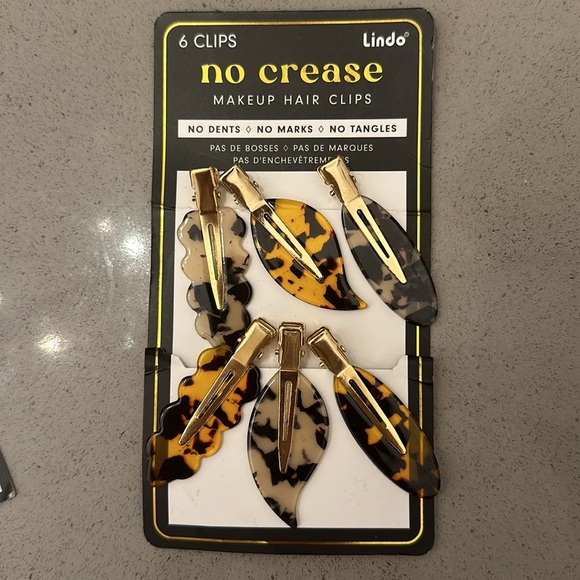 6 CLIPS
Lindo®
no crease
MAKEUP HAIR CLIPS
NO DENTS ◊ NO MARKS ◊ NO TANGLES
PAS DE BOSSES ◊ PAS DE MARQUES
PAS